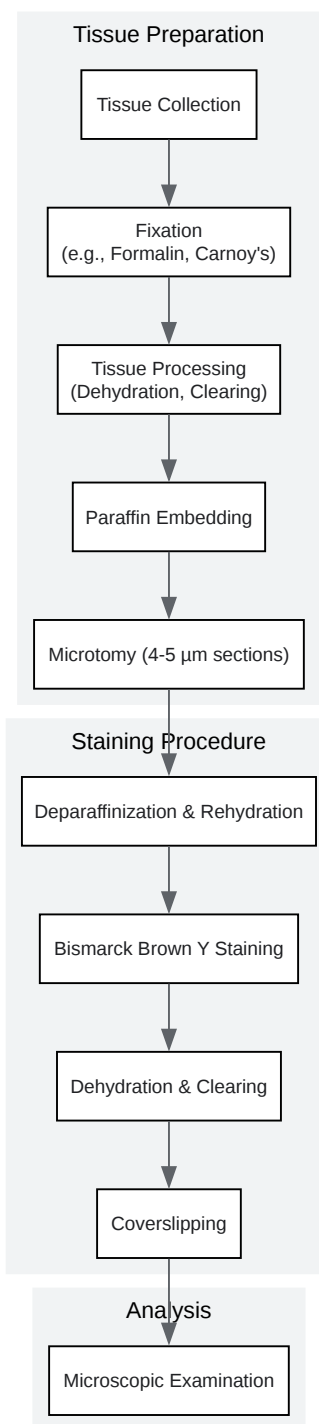 Tissue Preparation
Tissue Collection
Fixation
(e.g., Formalin, Carnoy's)
Tissue Processing
(Dehydration, Clearing)
Paraffin Embedding
Microtomy (4-5 µm sections)
Staining Procedure
Deparaffinization & Rehydration
Bismarck Brown Y Staining
Dehydration & Clearing
Coverslipping
Analysis
Microscopic Examination